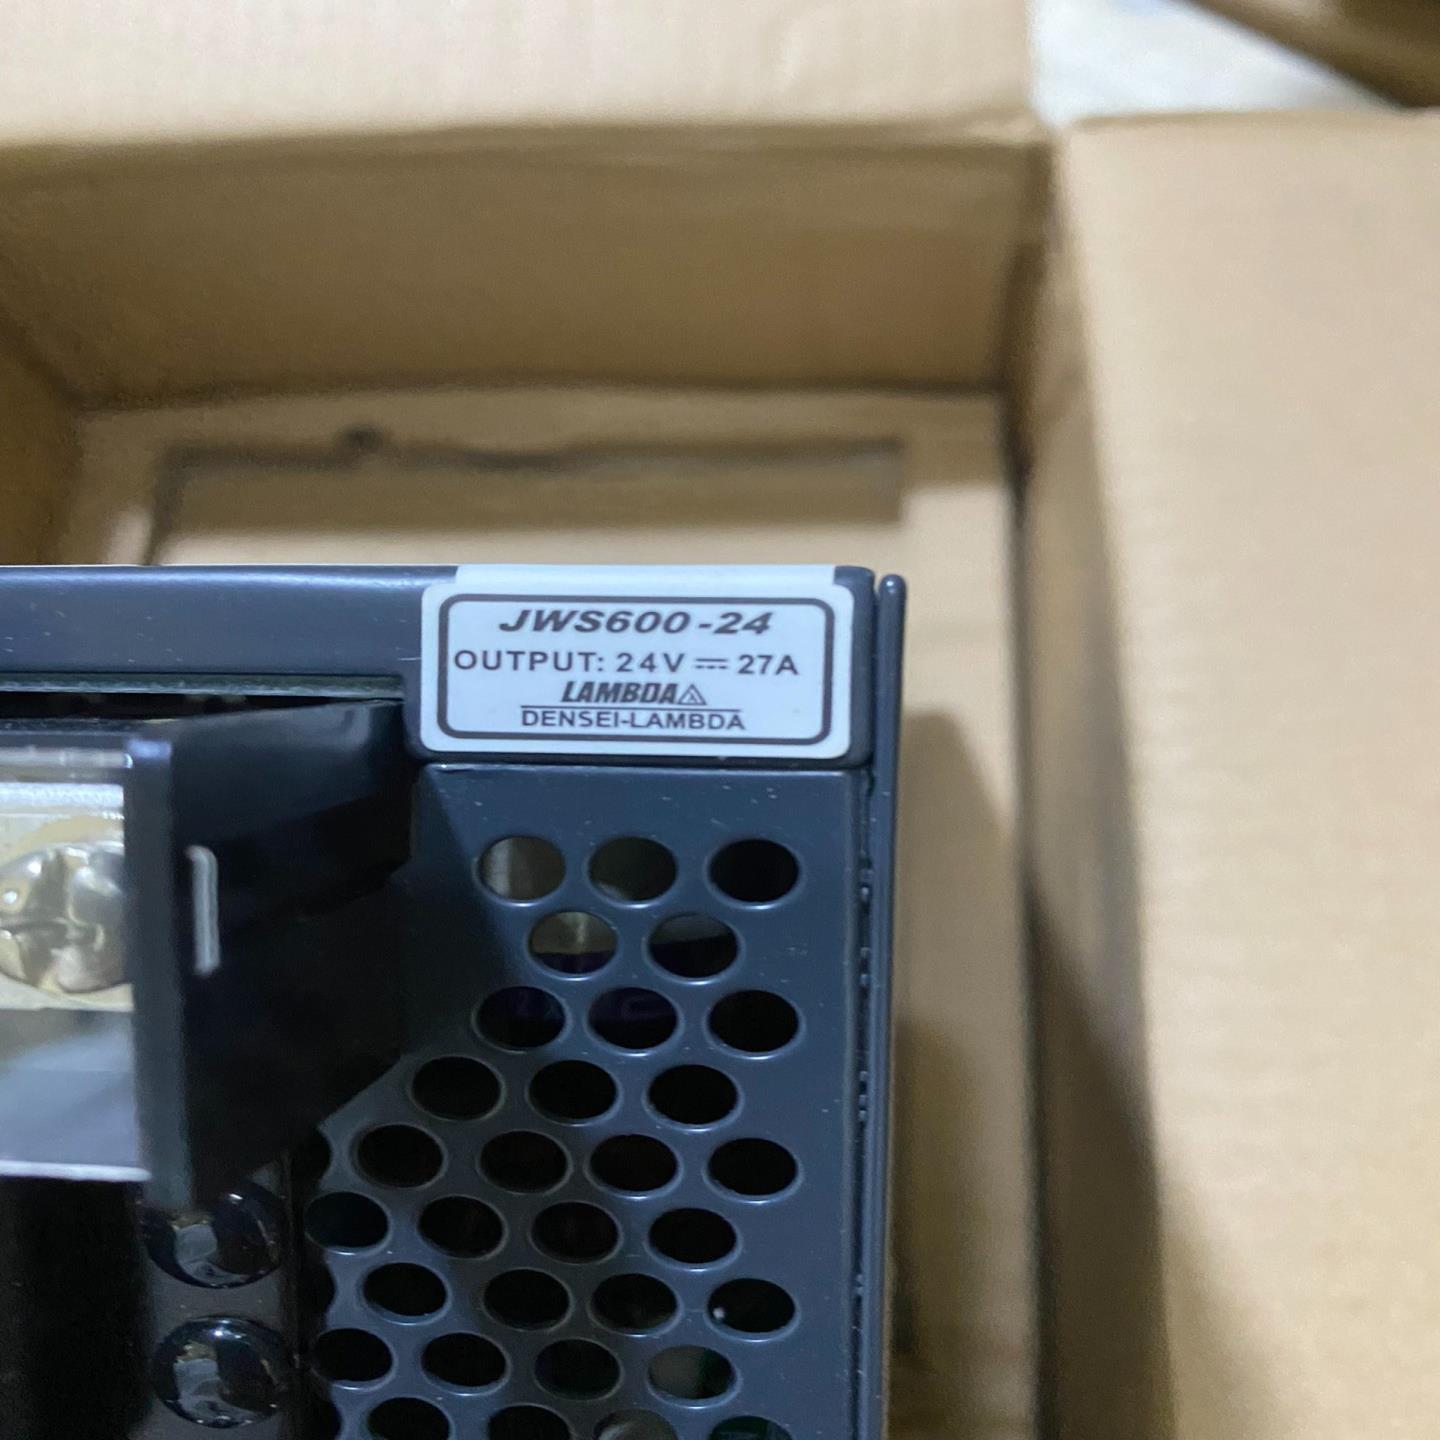 JWS600-24
OUTPUT: 24V ⎓ 27A
LAMBDA
DENSEI-LAMBDA